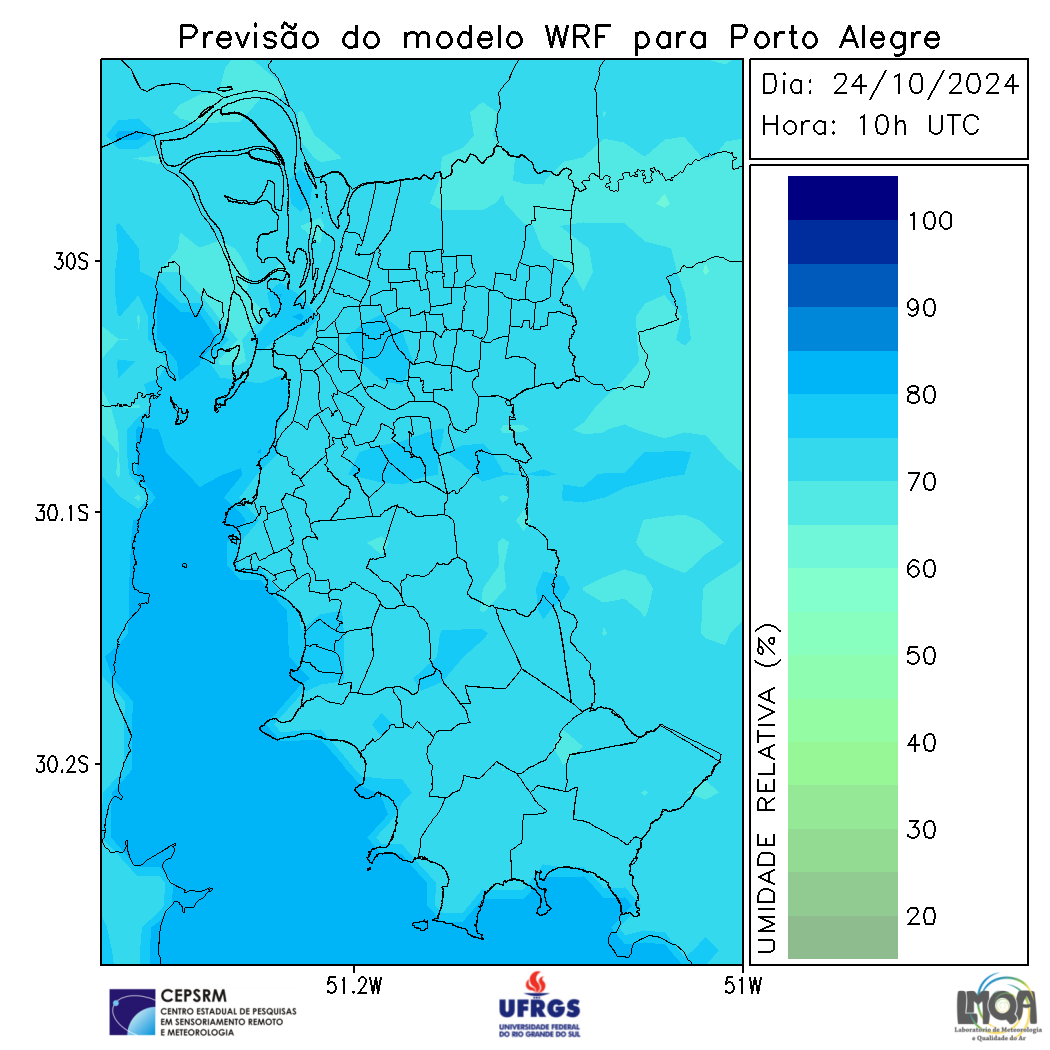 Previsão do modelo WRF para Porto Alegre
Dia: 24/10/2024
Hora: 10h UTC
30S
30.1S
30.2S
51.2W
51W
100
90
80
70
60
50
40
30
20
UMIDADE RELATIVA (%)
CEPSRM
CENTRO ESTADUAL DE PESQUISAS
EM SENSORIAMENTO REMOTO
E METEOROLOGIA
UFRGS
UNIVERSIDADE FEDERAL
DO RIO GRANDE DO SUL
LMQA
Laboratório de Meteorologia
e Qualidade do Ar